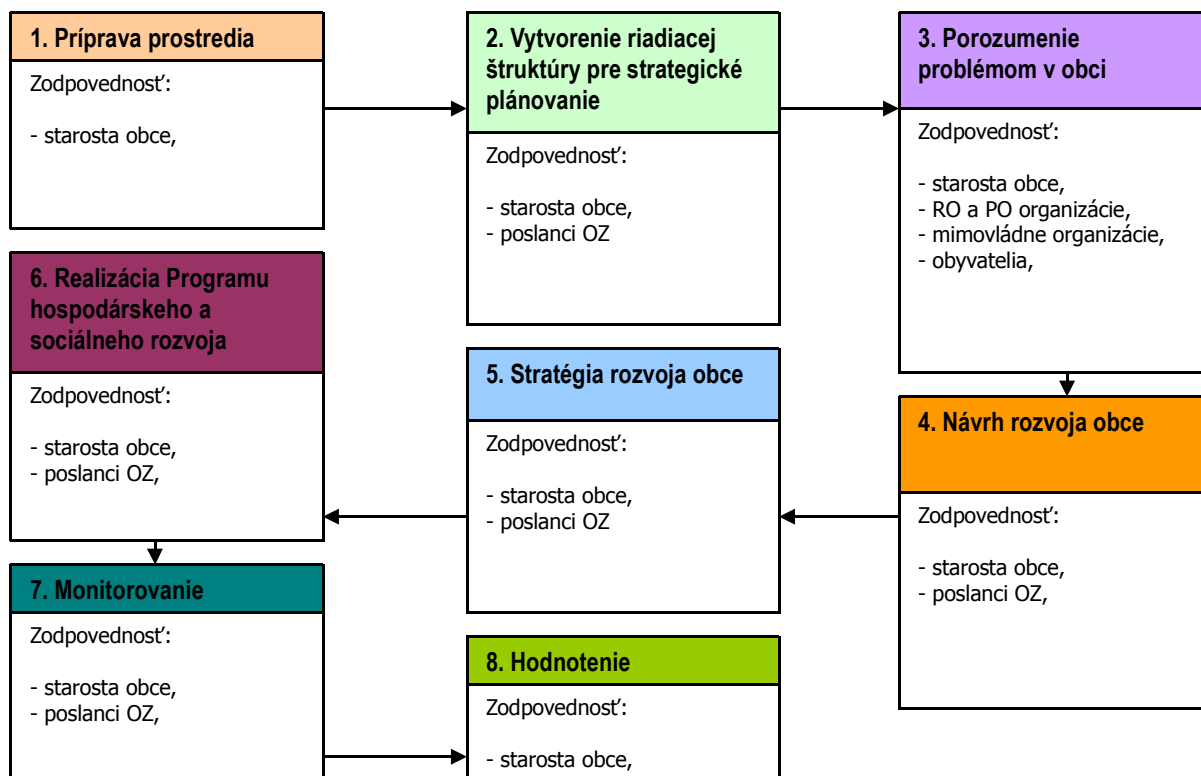 1. Príprava prostredia
Zodpovednosť:
- starosta obce,
2. Vytvorenie riadiacej
štruktúry pre strategické
plánovanie
Zodpovednosť:
- starosta obce,
- poslanci OZ
3. Porozumenie
problémom v obci
Zodpovednosť:
- starosta obce,
- RO a PO organizácie,
- mimovládne organizácie,
- obyvatelia,
4. Návrh rozvoja obce
Zodpovednosť:
- starosta obce,
- poslanci OZ,
5. Stratégia rozvoja obce
Zodpovednosť:
- starosta obce,
- poslanci OZ
6. Realizácia Programu
hospodárskeho a
sociálneho rozvoja
Zodpovednosť:
- starosta obce,
- poslanci OZ,
7. Monitorovanie
Zodpovednosť:
- starosta obce,
- poslanci OZ,
8. Hodnotenie
Zodpovednosť:
- starosta obce,